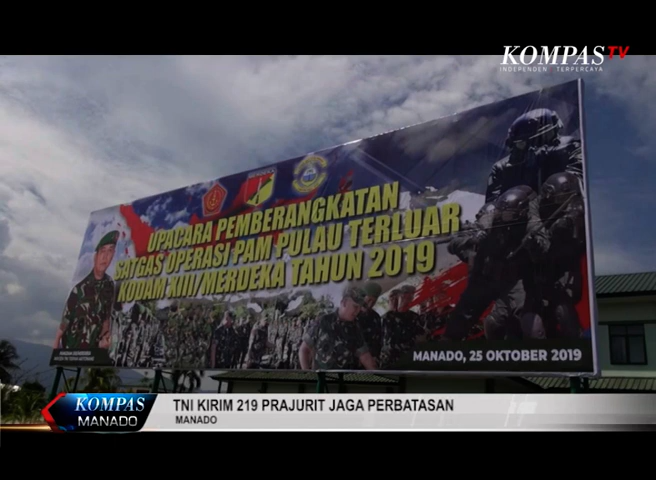 KOMPAS TV
INDEPENDEN TERPERCAYA
UPACARA PEMBERANGKATAN
SATGAS OPERASI PAM PULAU TERLUAR
KODAM XIII/MERDEKA TAHUN 2019
MANADO, 25 OKTOBER 2019
KOMPAS
MANADO
TNI KIRIM 219 PRAJURIT JAGA PERBATASAN
MANADO